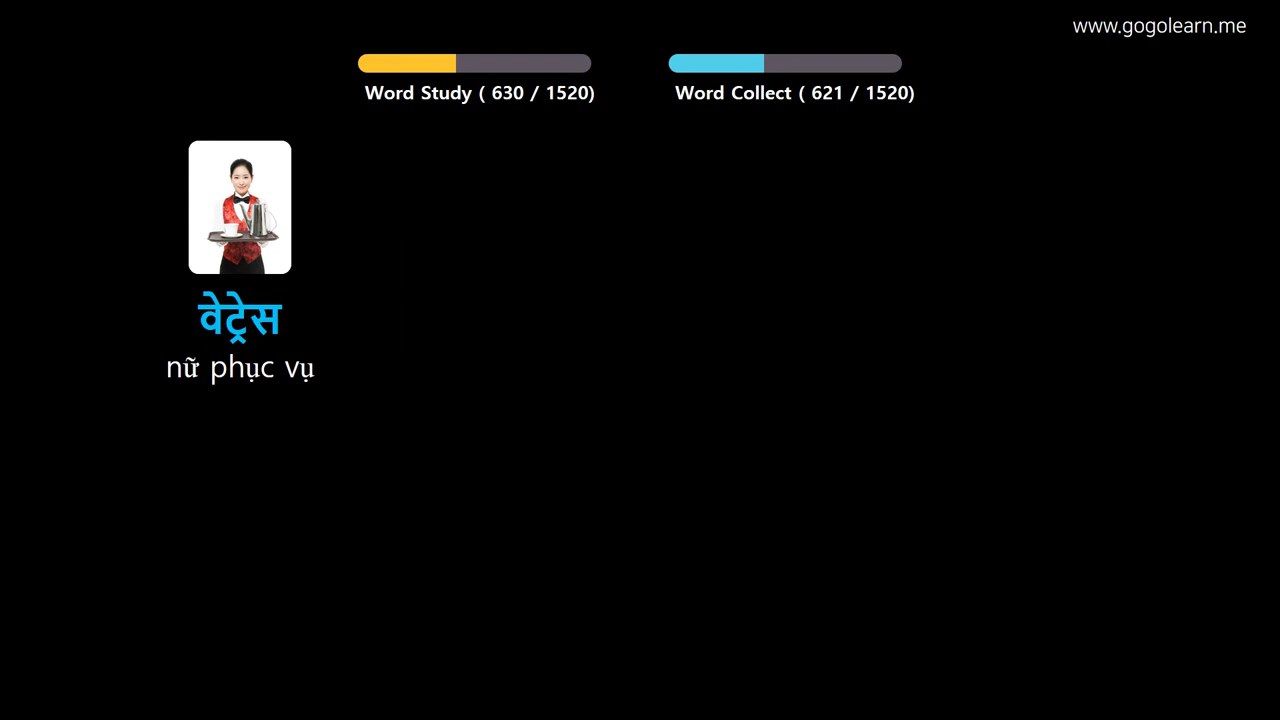 www.gogolearn.me
Word Study ( 630 / 1520)
Word Collect ( 621 / 1520)
वेट्रेस
nữ phục vụ